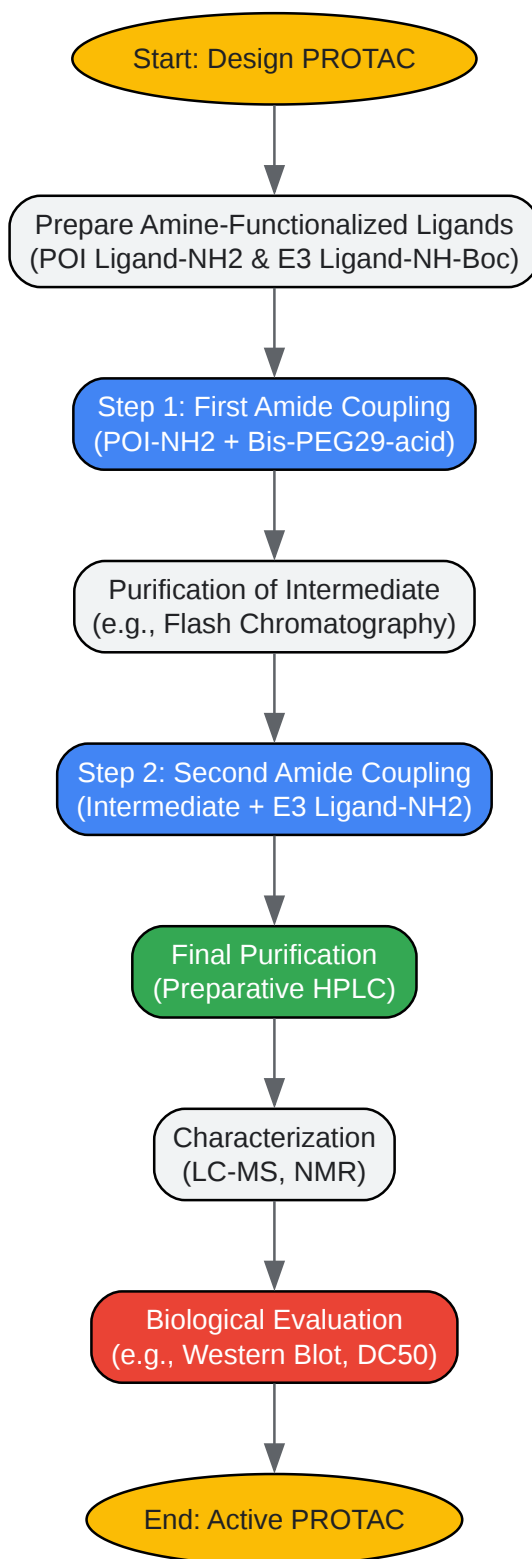 Start: Design PROTAC
Prepare Amine-Functionalized Ligands
(POI Ligand-NH2 & E3 Ligand-NH-Boc)
Step 1: First Amide Coupling
(POI-NH2 + Bis-PEG29-acid)
Purification of Intermediate
(e.g., Flash Chromatography)
Step 2: Second Amide Coupling
(Intermediate + E3 Ligand-NH2)
Final Purification
(Preparative HPLC)
Characterization
(LC-MS, NMR)
Biological Evaluation
(e.g., Western Blot, DC50)
End: Active PROTAC